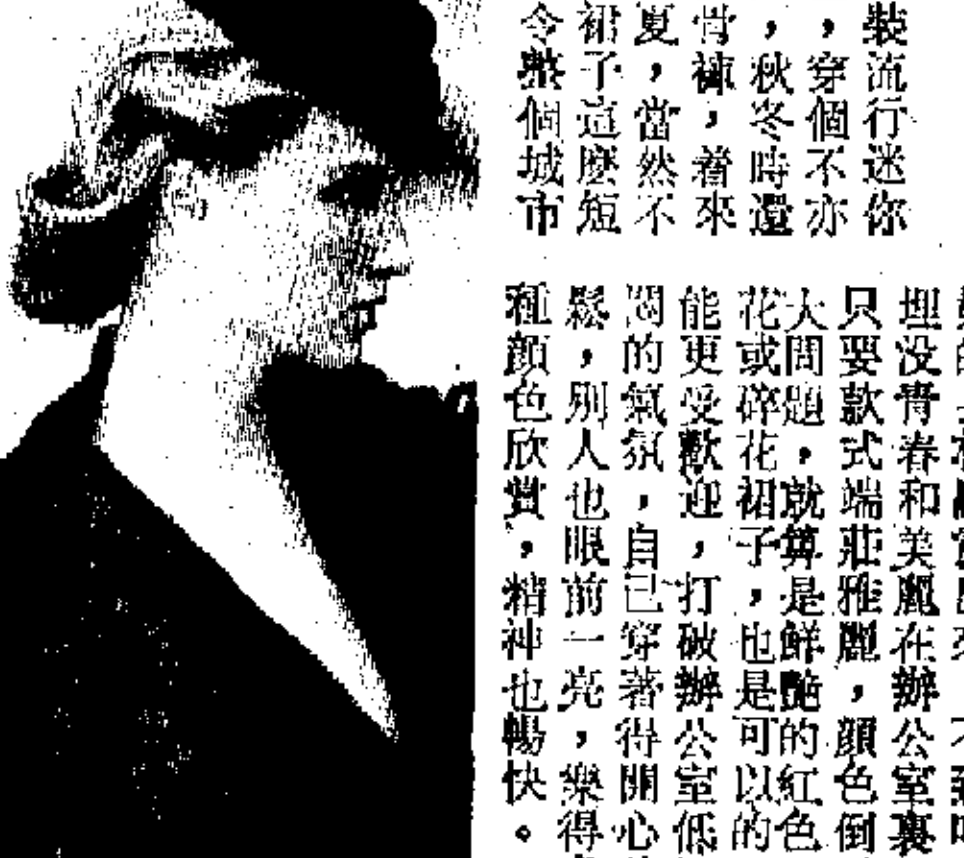 裝流行迷你
，穿個不亦
，秋冬時還
骨褲，着來
夏，當然不
裙子這麼短
令整個城市
埋没青春和美麗在辦公室裏
只要款式端莊雅麗，顏色倒
大問題，就算是鮮艷的紅色
花或碎花裙子，也是可以的
能更受歡迎，打破辦公室低
悶的氣氛，自己穿著得開心
鬆，別人也眼前一亮，樂得
種顏色欣賞，精神也暢快。